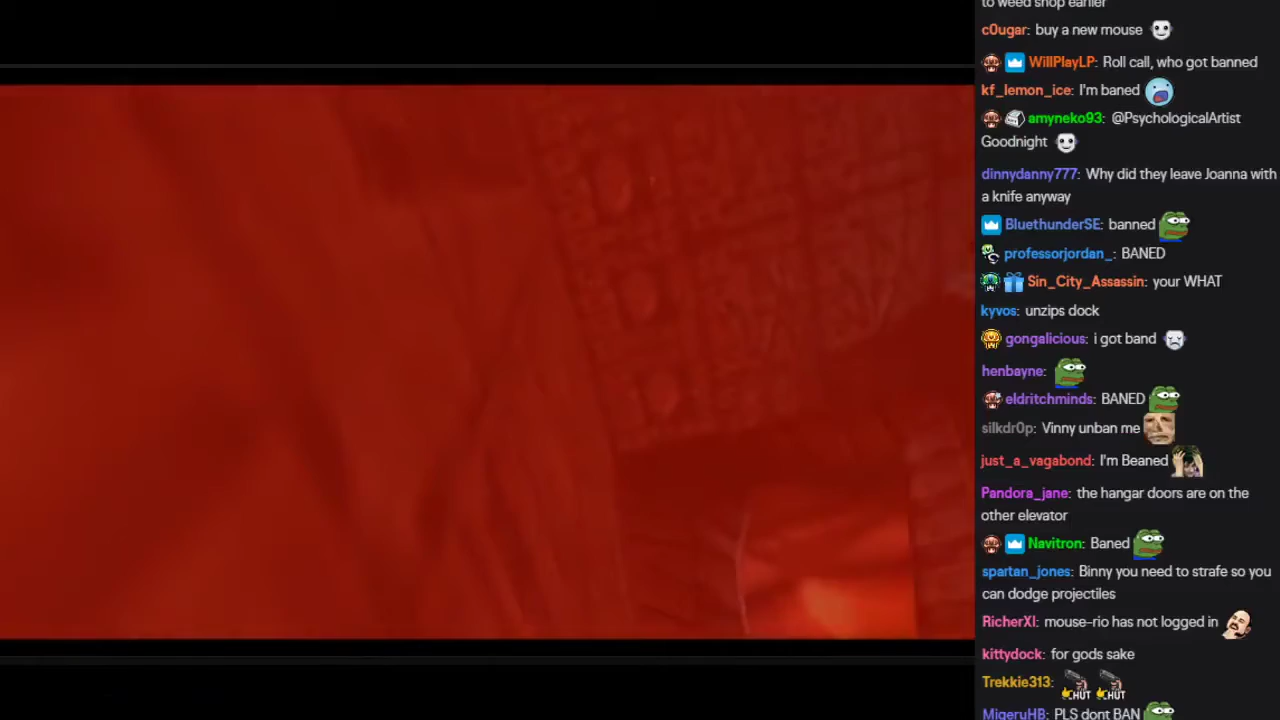 to weed shop earlier
c0ugar: buy a new mouse
WillPlayLP: Roll call, who got banned
kf_lemon_ice: I'm baned
amyneko93: @PsychologicalArtist
Goodnight
dinnydanny777: Why did they leave Joanna with
a knife anyway
BluethunderSE: banned
professorjordan_: BANED
Sin_City_Assassin: your WHAT
kyvos: unzips dock
gongalicious: i got band
henbayne:
eldritchminds: BANED
silkdr0p: Vinny unban me
just_a_vagabond: I'm Beaned
Pandora_jane: the hangar doors are on the
other elevator
Navitron: Baned
spartan_jones: Binny you need to strafe so you
can dodge projectiles
RicherXI: mouse-rio has not logged in
kittydock: for gods sake
Trekkie313: HUT HUT
MigeruHB: PLS dont BAN